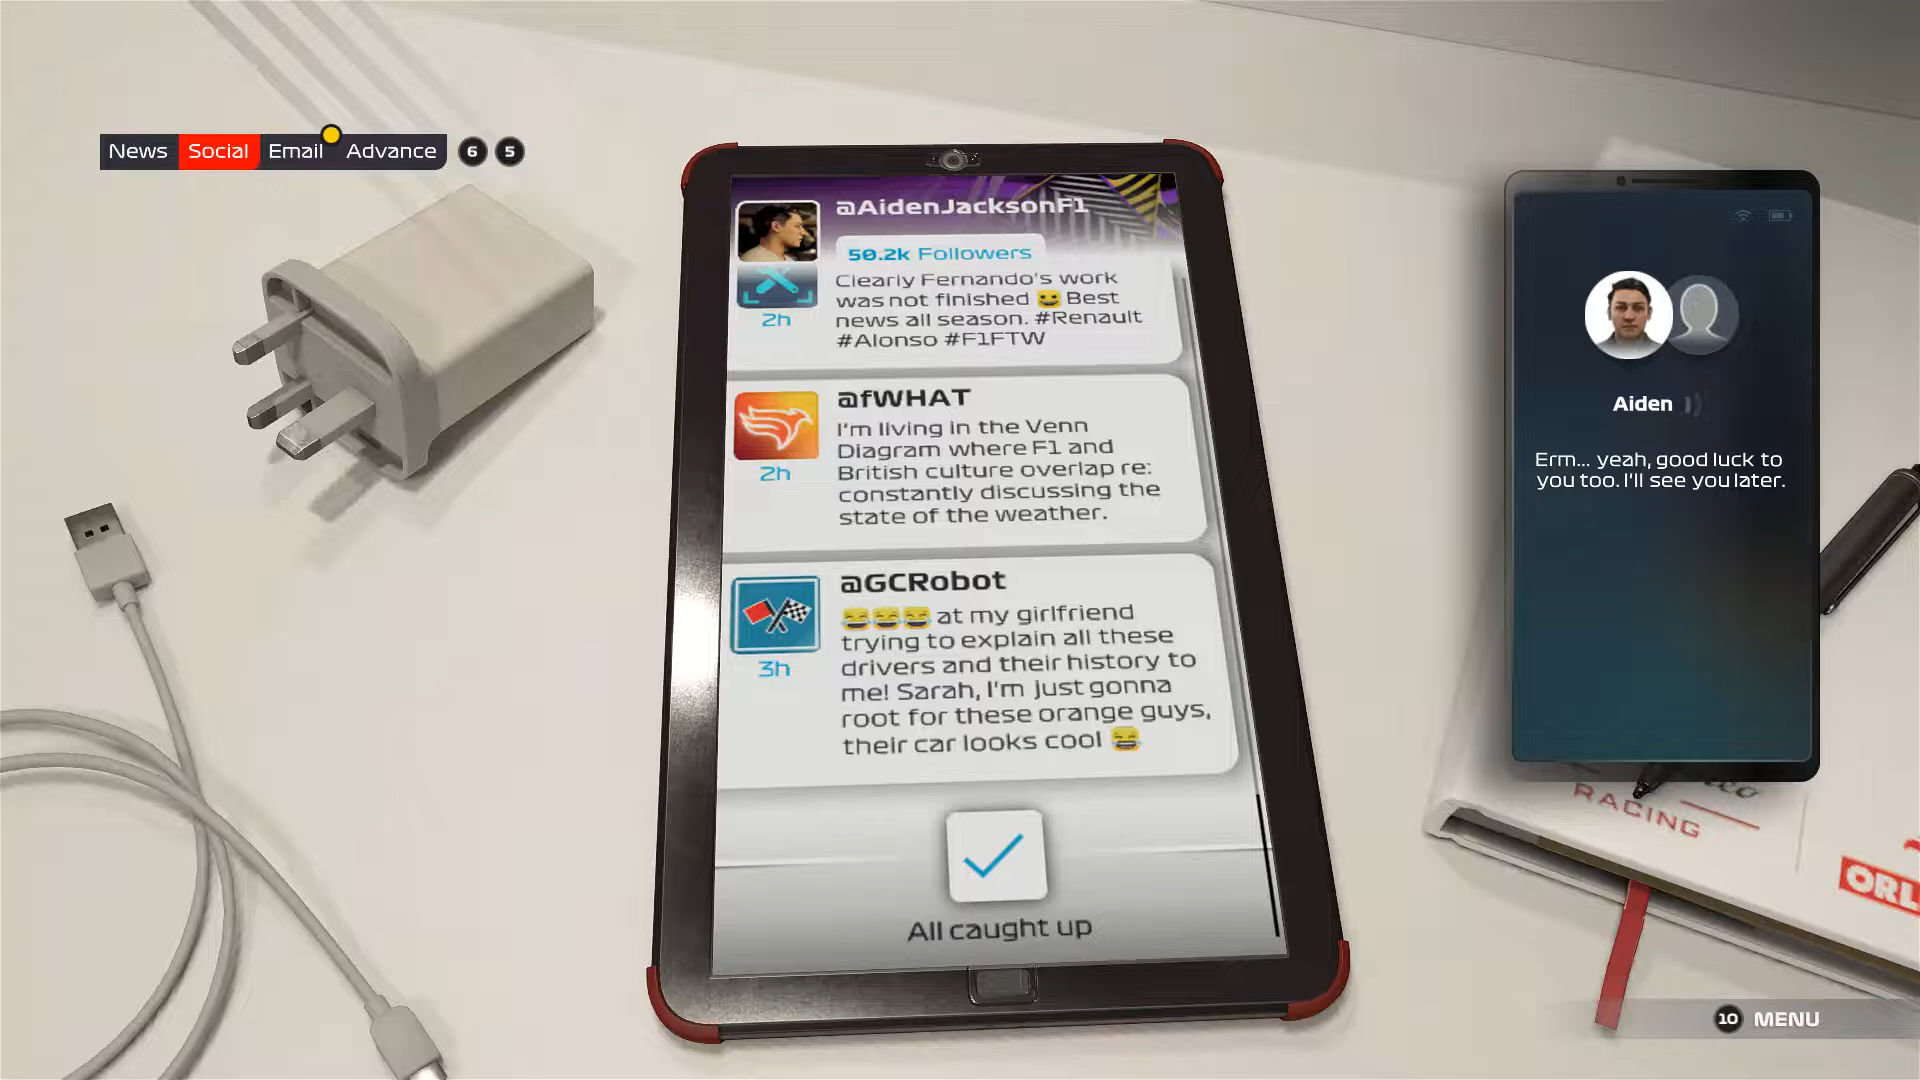 News Social Email Advance 6 5
@AidenJacksonF1
50.2k Followers
Clearly Fernando's work
was not finished 😀 Best
news all season. #Renault
#Alonso #F1FTW
2h
@fWHAT
I'm living in the Venn
Diagram where F1 and
British culture overlap re:
constantly discussing the
state of the weather.
2h
@GCRobot
😂😂😂 at my girlfriend
trying to explain all these
drivers and their history to
me! Sarah, I'm just gonna
root for these orange guys,
their car looks cool 😂
3h
All caught up
Aiden
Erm... yeah, good luck to
you too. I'll see you later.
RACING
10 MENU